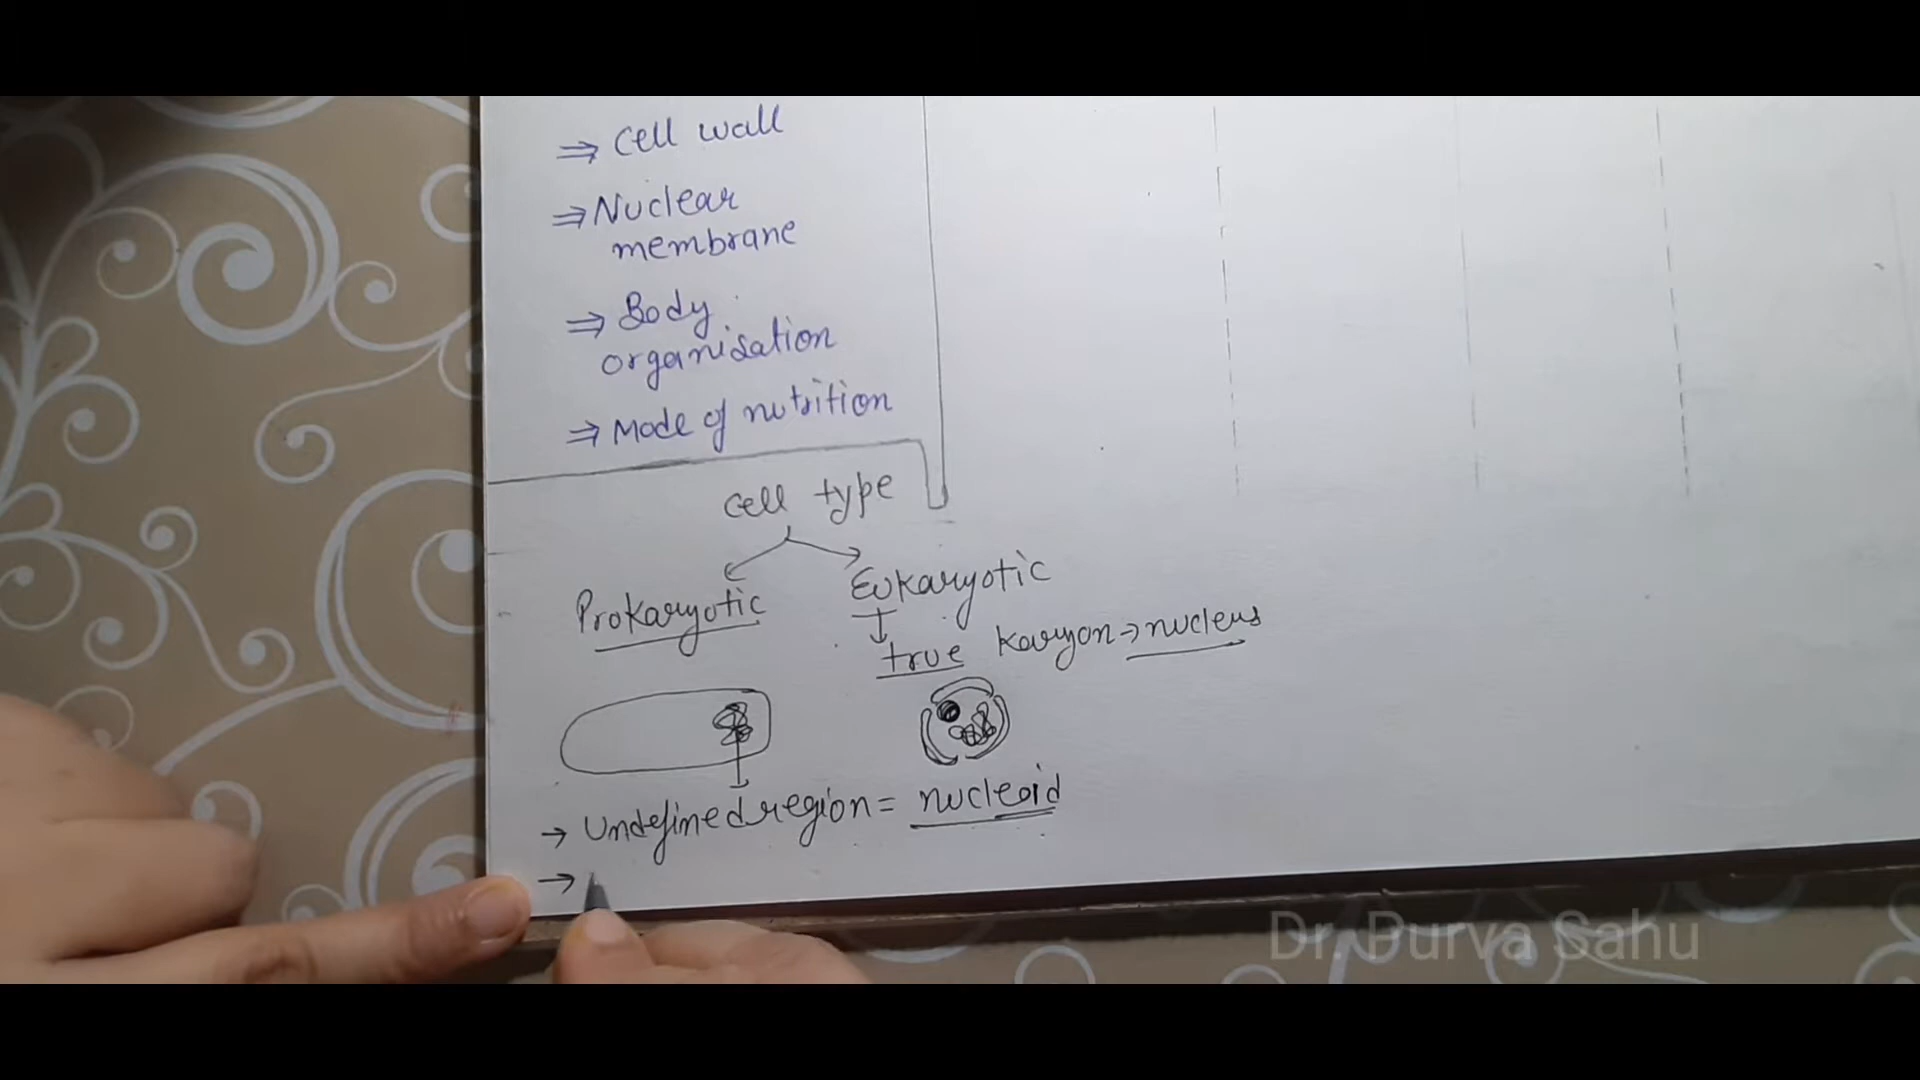 ⇒ Cell wall
⇒ Nuclear
membrane
⇒ Body
organisation
⇒ Mode of nutrition
Cell type
Prokaryotic
Eukaryotic
true Karyon → nucleus
→ Undefined region = nucleoid
→
Dr. Purva Sahu